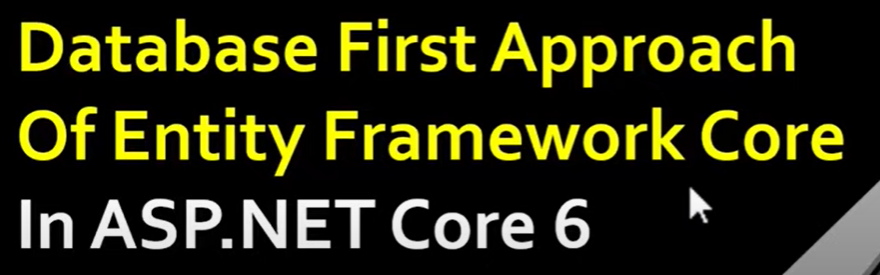 Database First Approach
Of Entity Framework Core
In ASP.NET Core 6